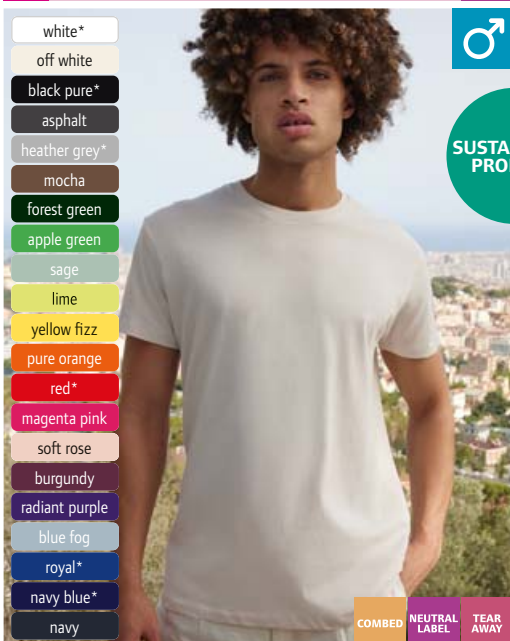 white*
off white
black pure*
asphalt
heather grey*
mocha
forest green
apple green
sage
lime
yellow fizz
pure orange
red*
magenta pink
soft rose
burgundy
radiant purple
blue fog
royal*
navy blue*
navy
SUSTA
PRO
COMBED
NEUTRAL
LABEL
TEAR
AWAY